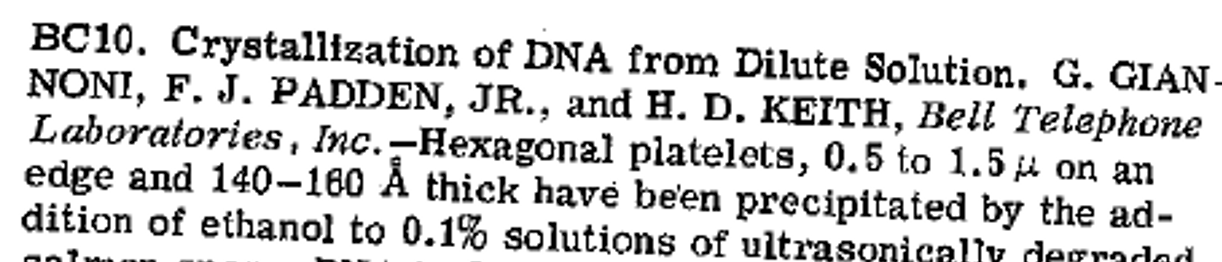 BC10. Crystallization of DNA from Dilute Solution. G. GIAN-
NONI, F. J. PADDEN, JR., and H. D. KEITH, Bell Telephone
Laboratories, Inc.—Hexagonal platelets, 0.5 to 1.5 μ on an
edge and 140–160 Å thick have been precipitated by the ad-
dition of ethanol to 0.1% solutions of ultrasonically degraded